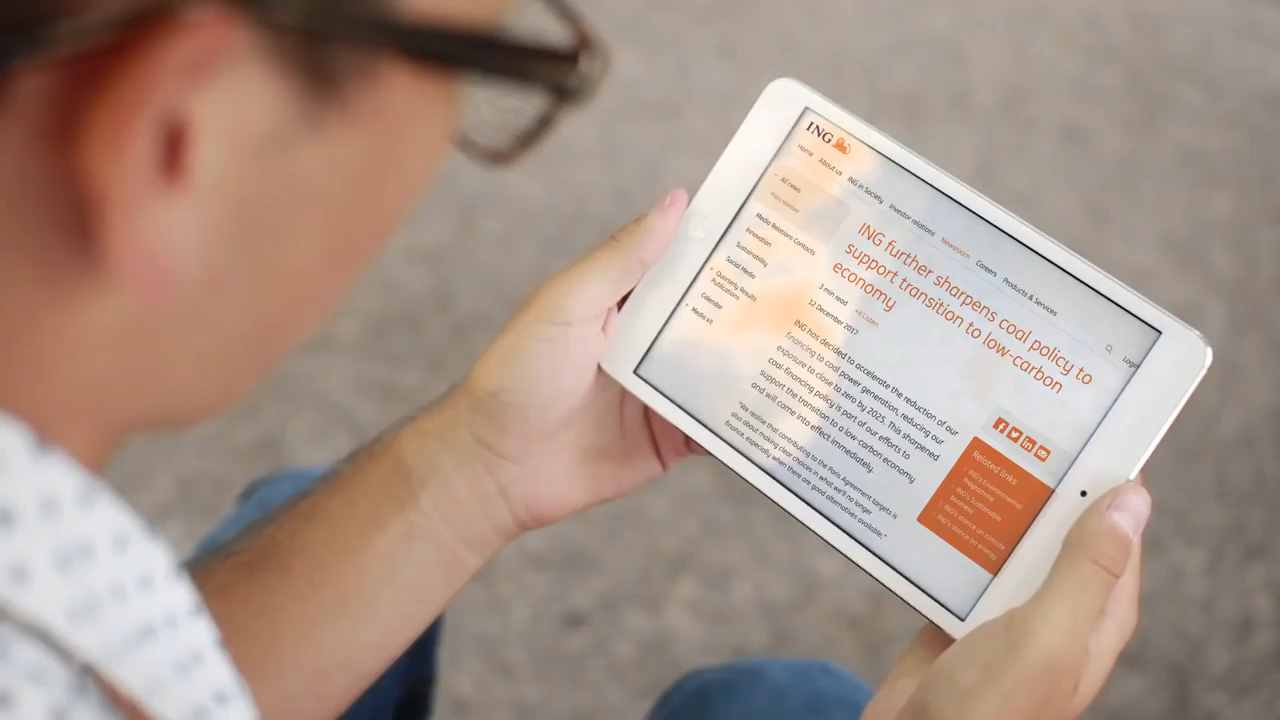 ING
Home About us ING in Society Investor relations Newsroom Careers Products & Services
Login
All news
Press releases
Media Relations Contacts
Innovation
Sustainability
Social Media
Quarterly Results
Publications
Calendar
Media kit
ING further sharpens coal policy to
support transition to low-carbon
economy
3 min read Listen
12 December 2017
ING has decided to accelerate the reduction of our
financing to coal power generation, reducing our
exposure to close to zero by 2025. This sharpened
coal-financing policy is part of our efforts to
support the transition to a low-carbon economy
and will come into effect immediately.
"We realise that contributing to the Paris Agreement targets is
also about making clear choices in what we'll no longer
finance, especially when there are good alternatives available,"
Related links
ING's Environmental
Programme
ING's Sustainable
business
ING's stance on climate
ING's stance on energy